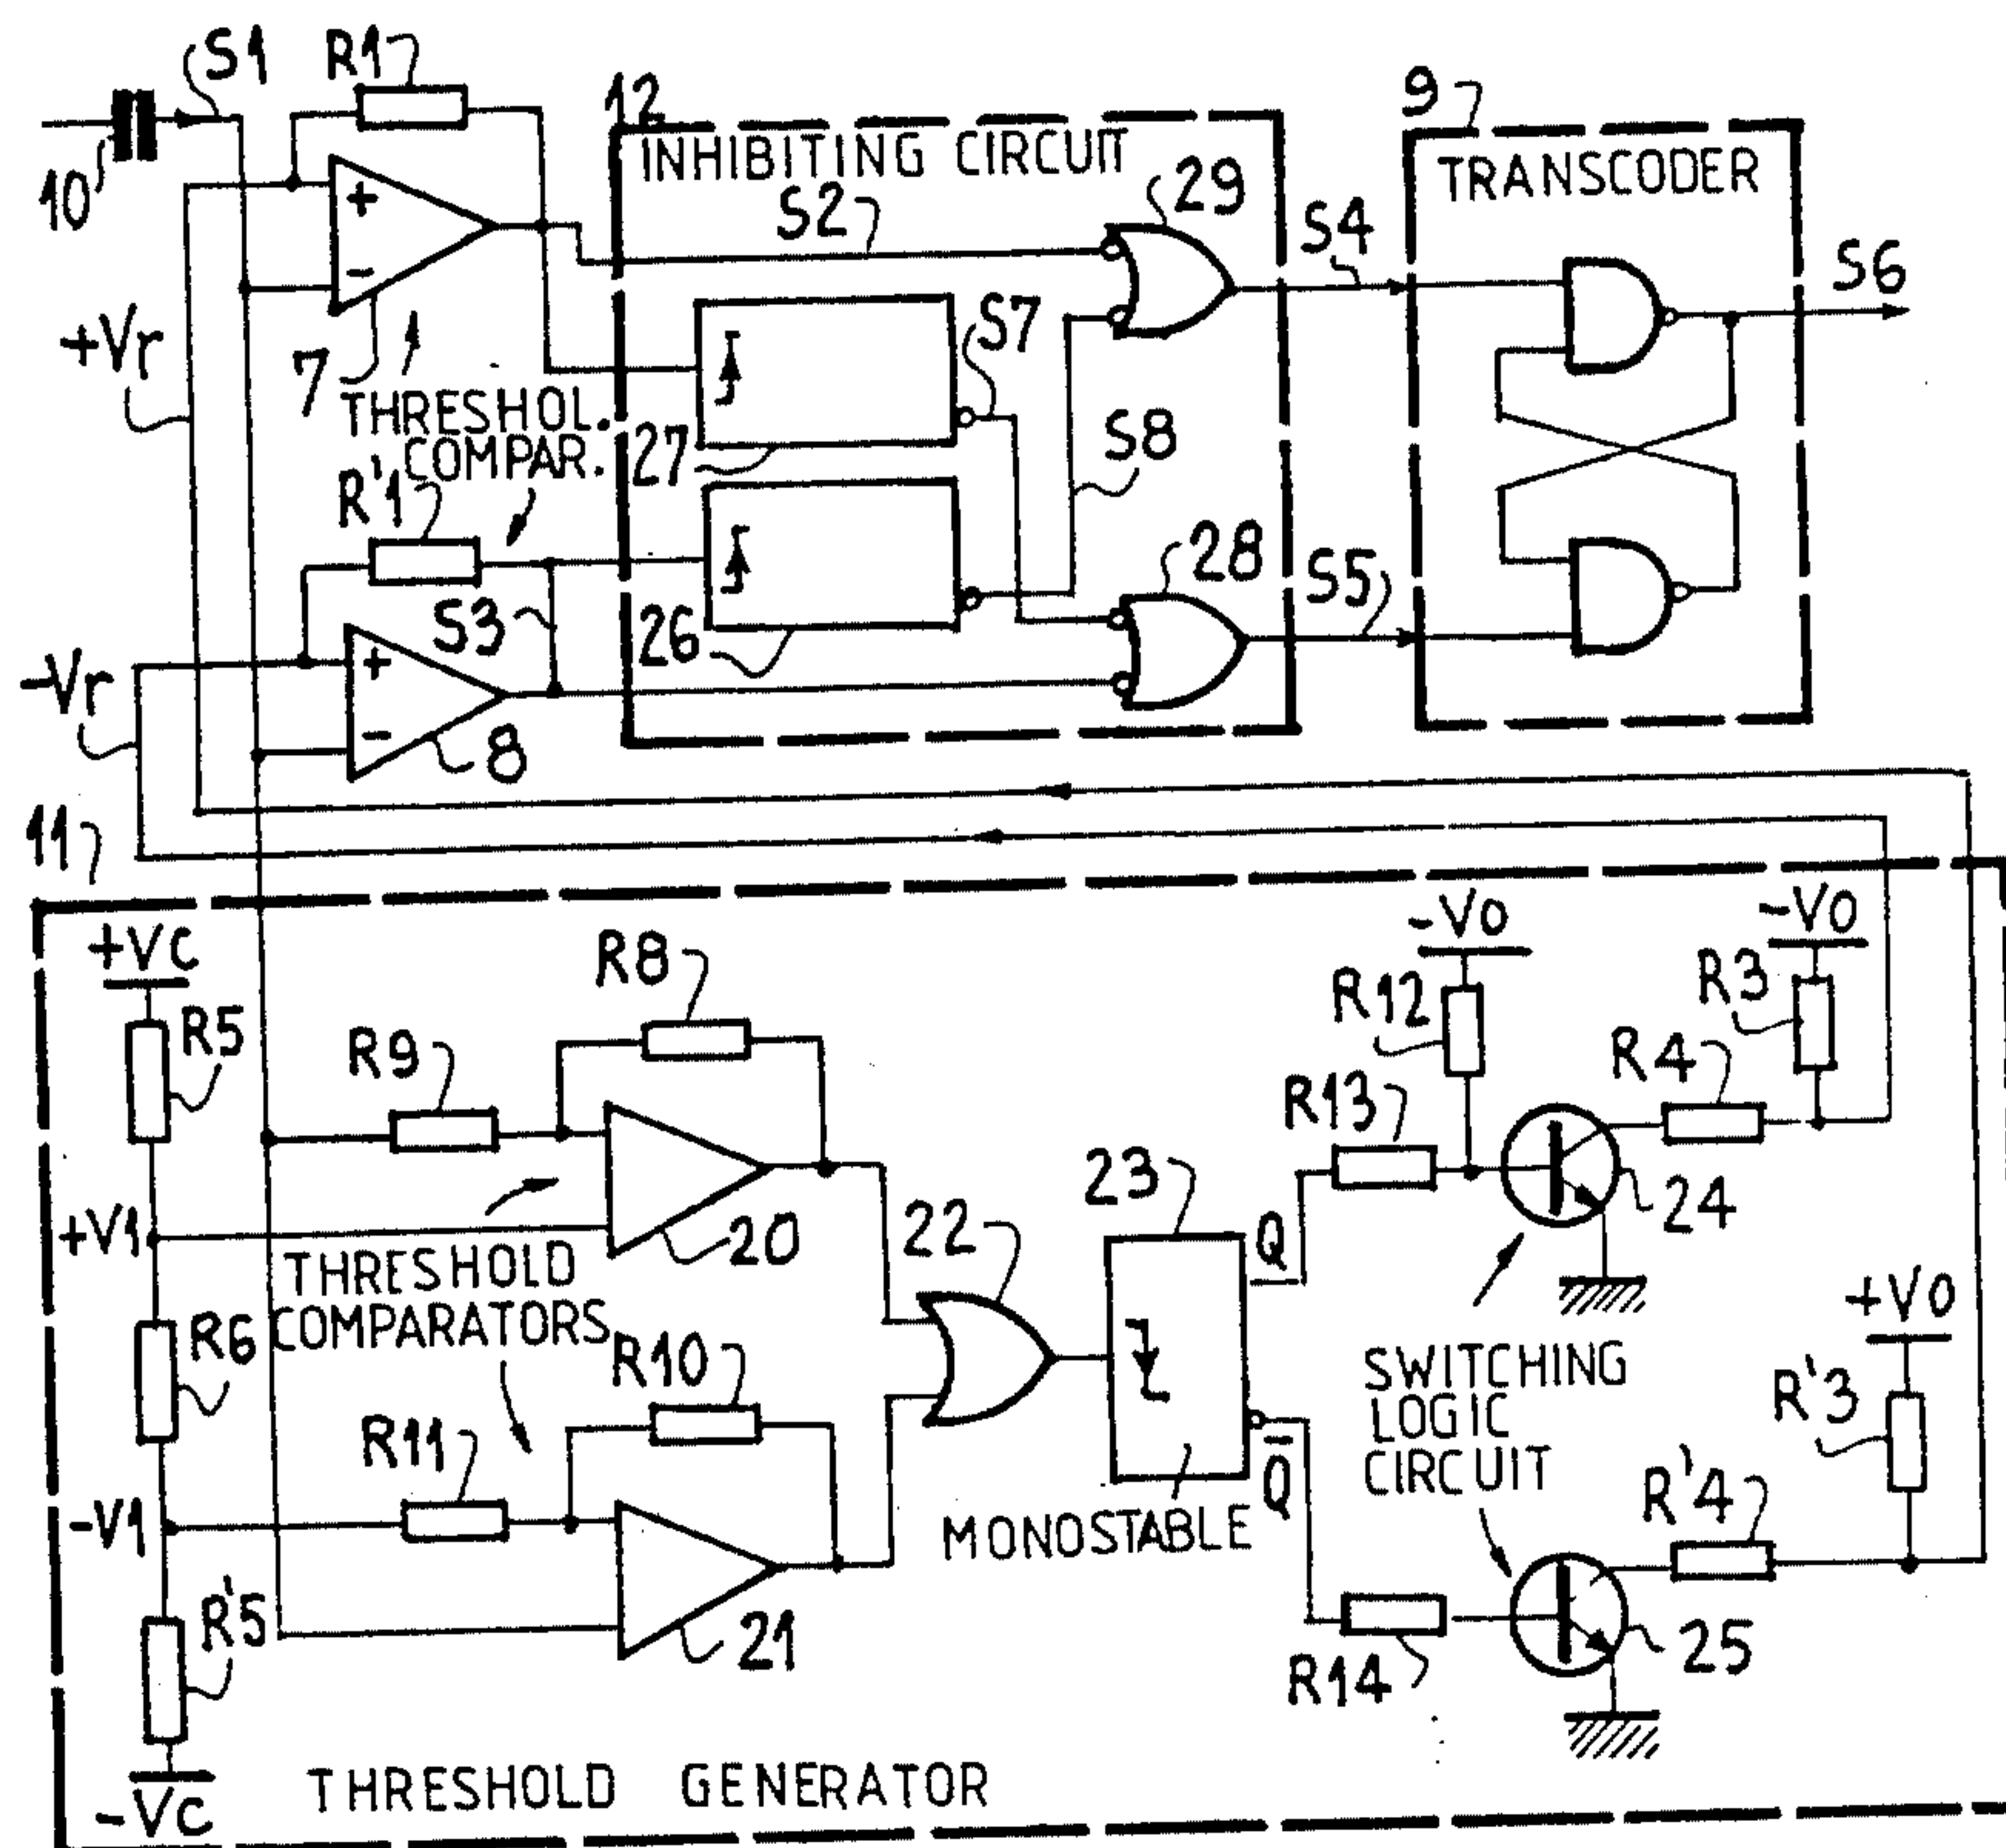 S1
R1
10
12
INHIBITING CIRCUIT
9
TRANSCODER
+
-
S2
29
S4
S6
+Vr
7
THRESHOL.
COMPAR.
27
S7
S8
R'1
S3
26
28
S5
-Vr
+
-
8
11
+Vc
R5
R8
R9
-Vo
-Vo
R12
R3
R4
R13
+V1
20
THRESHOLD
COMPARATORS
22
23
Q
24
R6
R10
SWITCHING
LOGIC
CIRCUIT
+Vo
R'3
R11
-V1
Q̅
MONOSTABLE
R'4
R'5
21
R14
25
THRESHOLD GENERATOR
-Vc